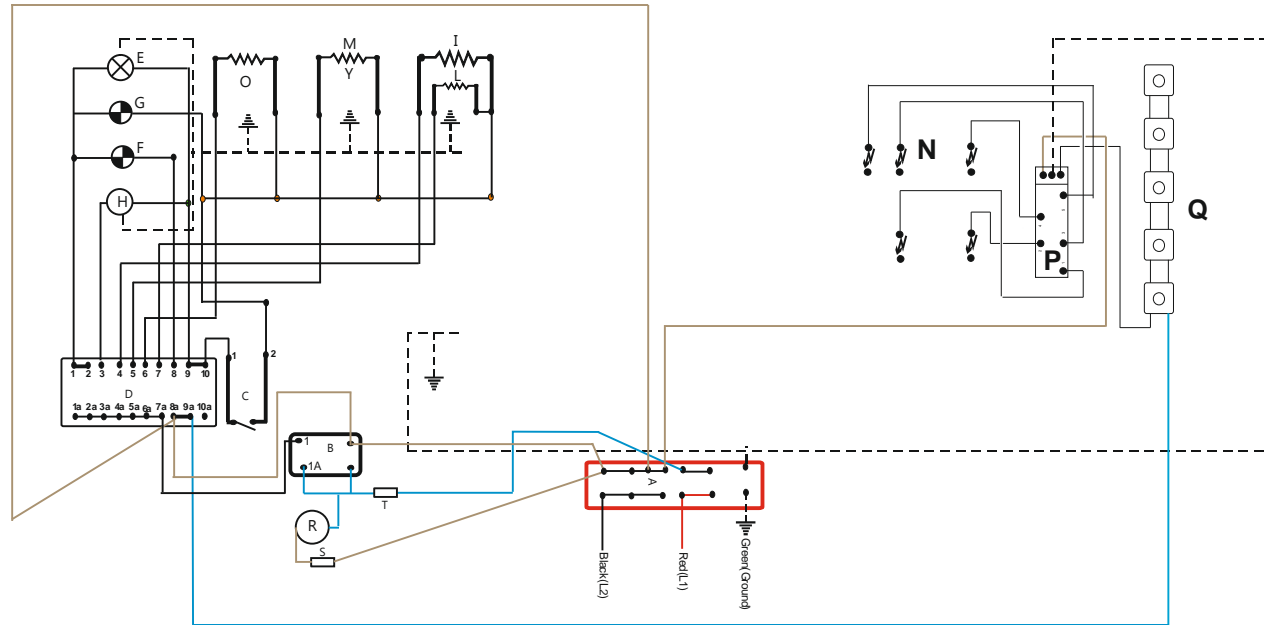 E
G
F
H
O
M
Y
I
L
N
P
Q
1 2 3 4 5 6 7 8 9 10
D
1a 2a 3a 4a 5a 6a 7a 8a 9a 10a
1
2
C
1
B
1A
T
R
S
A
Black(L2)
Red(L1)
Green(Ground)